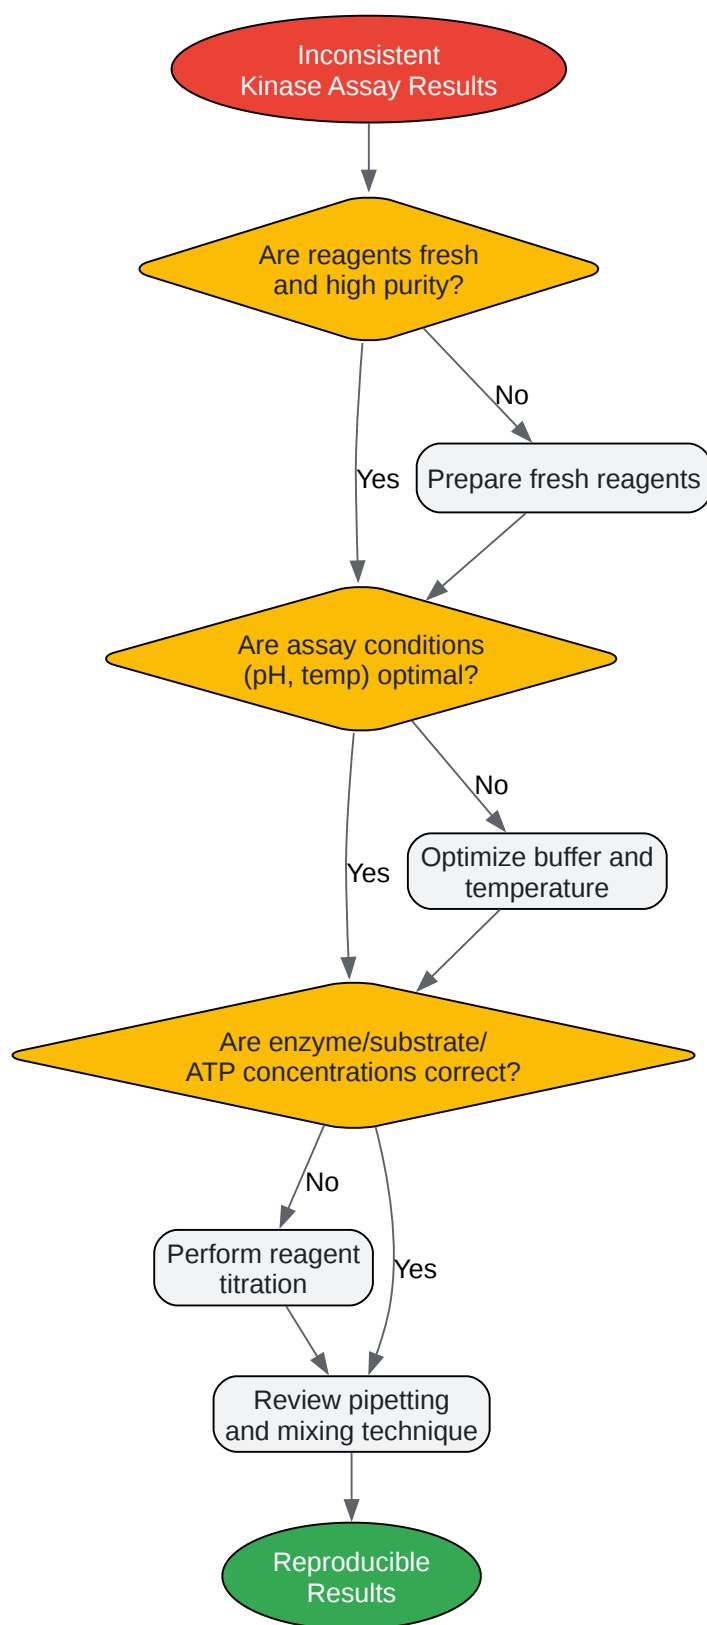 Inconsistent
Kinase Assay Results
Are reagents fresh
and high purity?
No
Yes
Prepare fresh reagents
Are assay conditions
(pH, temp) optimal?
No
Yes
Optimize buffer and
temperature
Are enzyme/substrate/
ATP concentrations correct?
No
Yes
Perform reagent
titration
Review pipetting
and mixing technique
Reproducible
Results